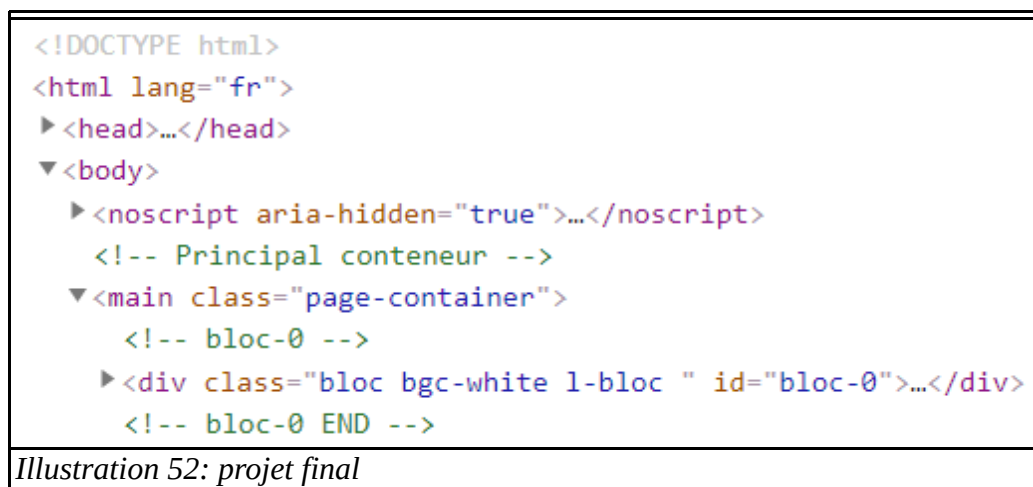 <!DOCTYPE html>
<html lang="fr">
▶<head>…</head>
▼<body>
▶<noscript aria-hidden="true">…</noscript>
<!-- Principal conteneur -->
▼<main class="page-container">
<!-- bloc-0 -->
▶<div class="bloc bgc-white l-bloc " id="bloc-0">…</div>
<!-- bloc-0 END -->
Illustration 52: projet final